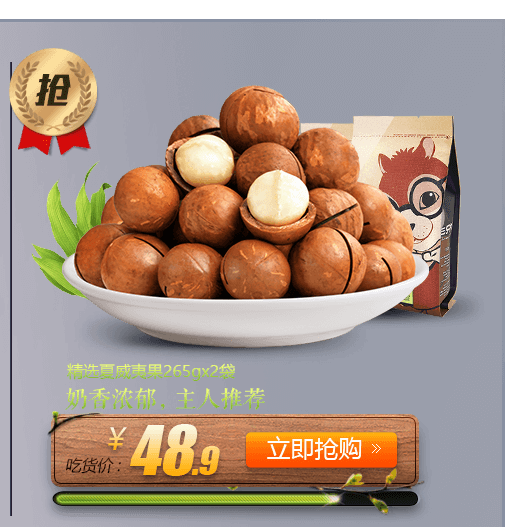 抢
精选夏威夷果265gx2袋
奶香浓郁、主人推荐
吃货价：￥48.9
立即抢购 »